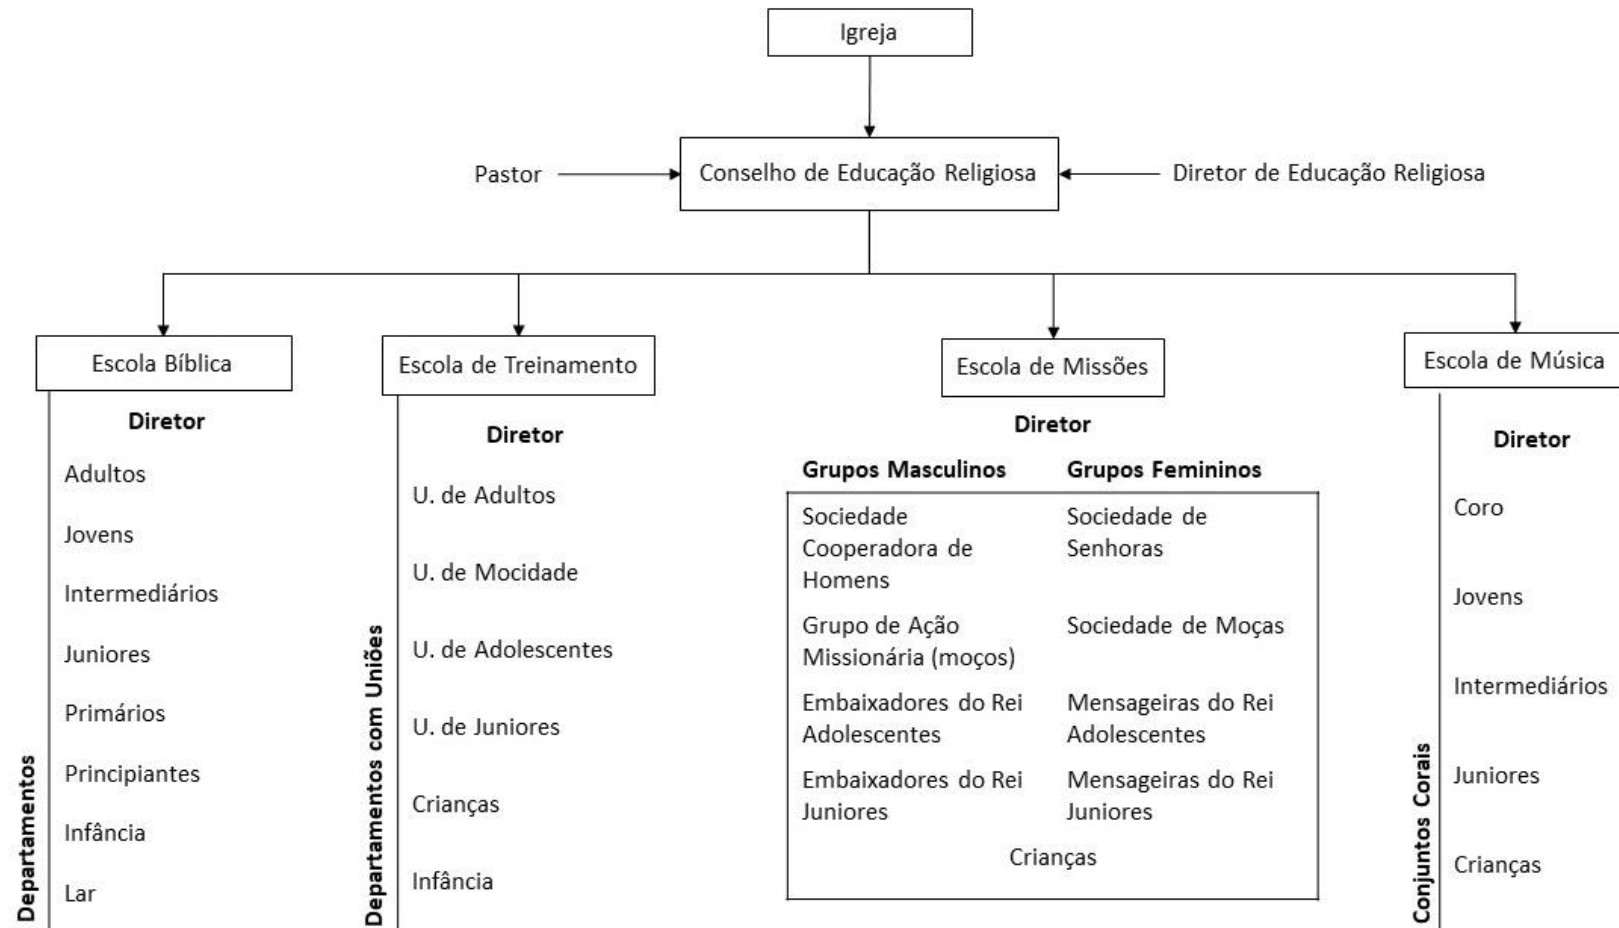 Igreja
Pastor
Conselho de Educação Religiosa
Diretor de Educação Religiosa
Escola Bíblica
Diretor
Departamentos
Adultos
Jovens
Intermediários
Juniores
Primários
Principiantes
Infância
Lar
Escola de Treinamento
Diretor
Departamentos com Uniões
U. de Adultos
U. de Mocidade
U. de Adolescentes
U. de Juniores
Crianças
Infância
Escola de Missões
Diretor
Grupos Masculinos
Sociedade
Cooperadora de
Homens
Grupo de Ação
Missionária (moços)
Embaixadores do Rei
Adolescentes
Embaixadores do Rei
Juniores
Grupos Femininos
Sociedade de
Senhoras
Sociedade de Moças
Mensageiras do Rei
Adolescentes
Mensageiras do Rei
Juniores
Crianças
Escola de Música
Diretor
Conjuntos Corais
Coro
Jovens
Intermediários
Juniores
Crianças